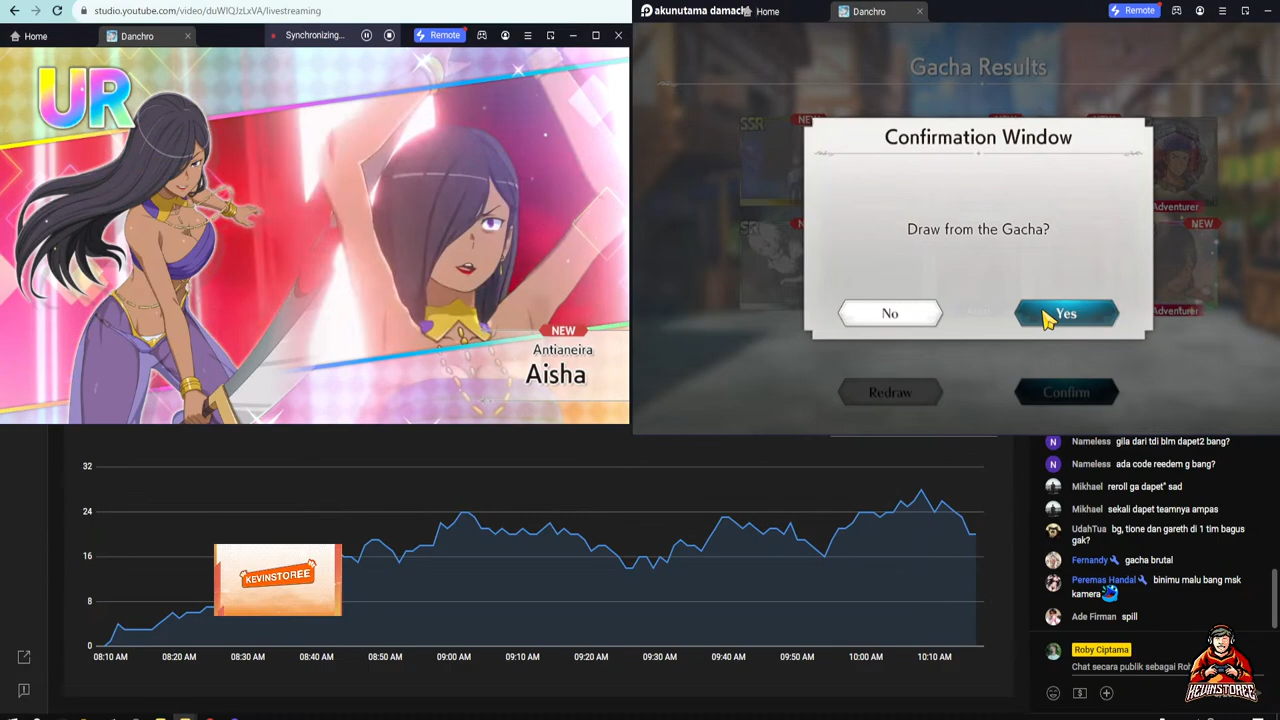 studio.youtube.com/video/duWlQJzLxVA/livestreaming
Home
Danchro
Synchronizing...
Remote
UR
NEW
Antianeira
Aisha
akunutama damachi
Home
Danchro
Remote
Gacha Results
SSR
NEW
Confirmation Window
Draw from the Gacha?
No
Yes
Adventurer
SR
NEW
Adventurer
Redraw
Confirm
32
24
16
8
0
08:10 AM
08:20 AM
08:30 AM
08:40 AM
08:50 AM
09:00 AM
09:10 AM
09:20 AM
09:30 AM
09:40 AM
09:50 AM
10:00 AM
10:10 AM
KEVINSTOREE
N Nameless gila dari tdi blm dapet2 bang?
N Nameless ada code reedem g bang?
Mikhael reroll ga dapet" sad
Mikhael sekali dapet teamnya ampas
UdahTua bg, tione dan gareth di 1 tim bagus
gak?
Fernandy gacha brutal
Peremas Handal binimu malu bang msk
kamera
Ade Firman spill
Roby Ciptama
Chat secara publik sebagai Rob
KEVINSTOREE